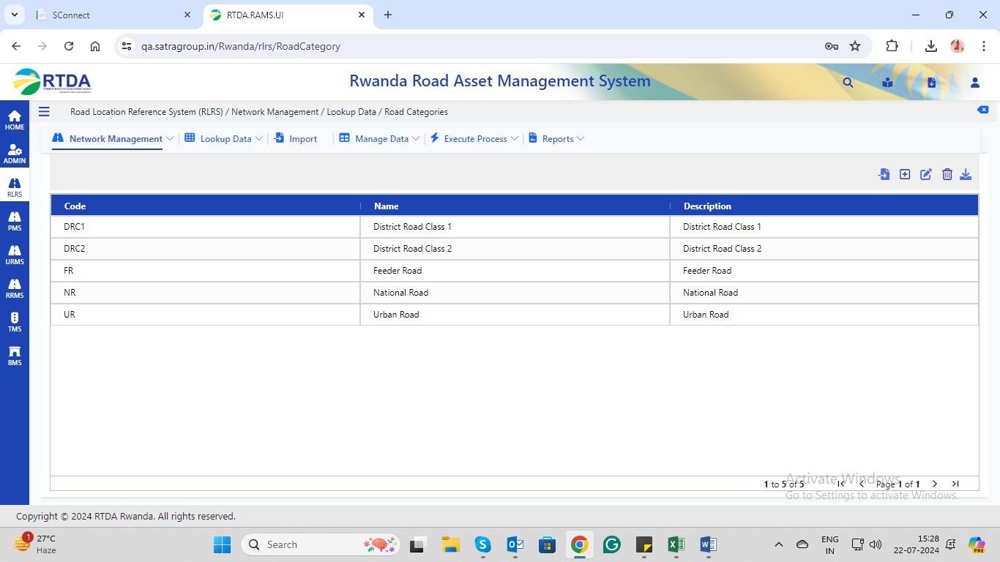 SConnect
RTDA.RAMS.UI
qa.satragroup.in/Rwanda/rlrs/RoadCategory
RTDA
Rwanda Road Asset Management System
HOME
ADMIN
RLRS
PMS
URMS
RRMS
TMS
BMS
Road Location Reference System (RLRS) / Network Management / Lookup Data / Road Categories
Network Management Lookup Data Import Manage Data Execute Process Reports
Code Name Description
DRC1 District Road Class 1 District Road Class 1
DRC2 District Road Class 2 District Road Class 2
FR Feeder Road Feeder Road
NR National Road National Road
UR Urban Road Urban Road
1 to 5 of 5 Page 1 of 1
Activate Windows
Go to Settings to activate Windows.
Copyright © 2024 RTDA Rwanda. All rights reserved.
1
27°C
Haze
Search
ENG
IN
15:28
22-07-2024
PRE